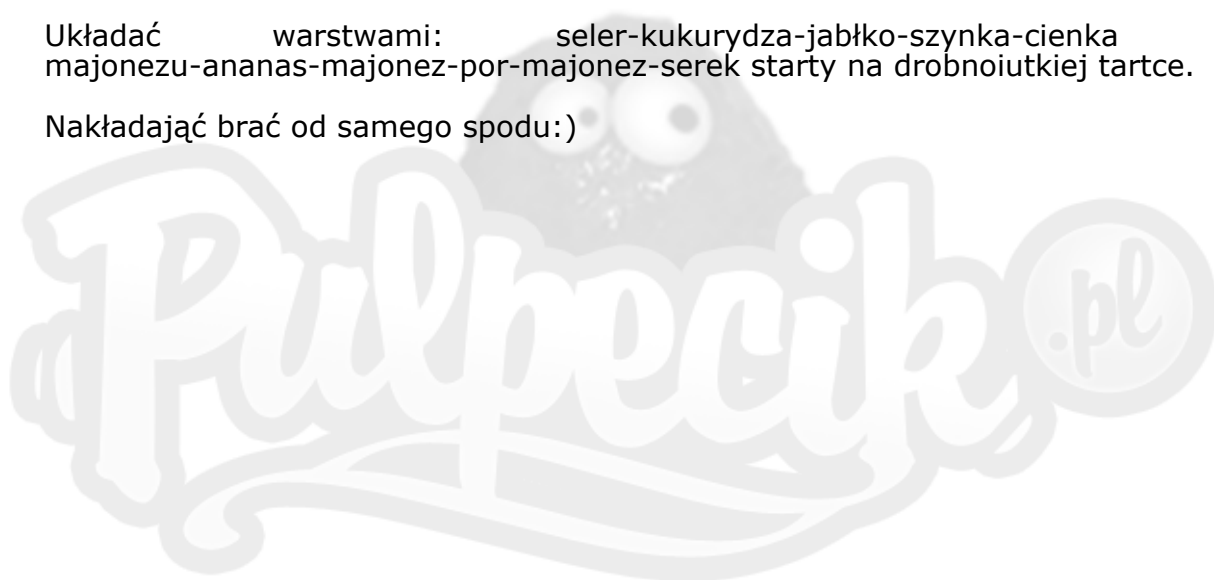 Układać warstwami: seler-kukurydza-jabłko-szynka-cienka
majonezu-ananas-majonez-por-majonez-serek starty na drobnoiutkiej tartce.
Nakładająć brać od samego spodu:)
Pulpecik.pl